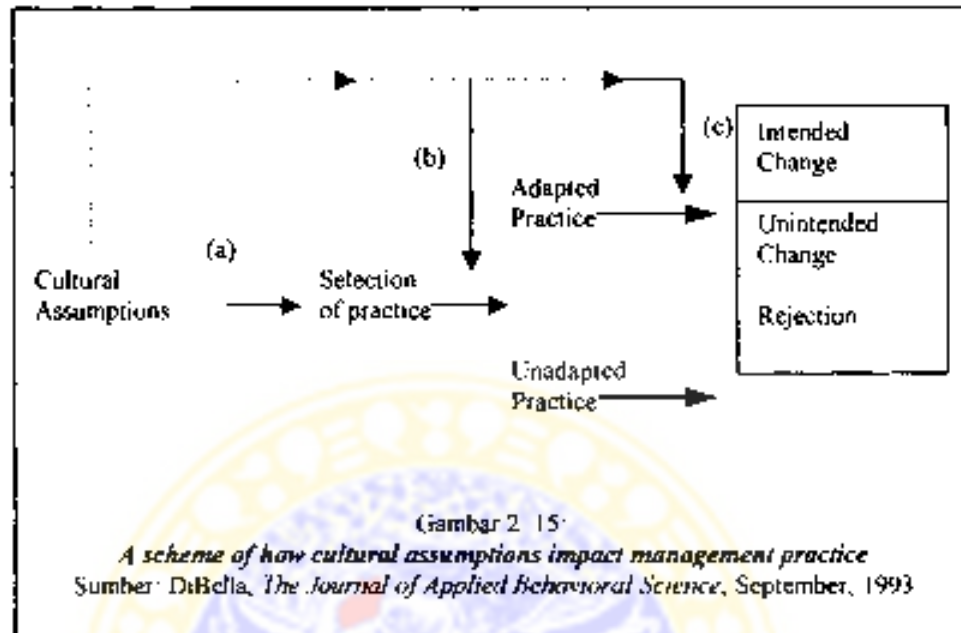 (c)
Intended
Change
(b)
Adapted
Practice
Unintended
Change
(a)
Cultural
Assumptions
Selection
of practice
Rejection
Unadapted
Practice
Gambar 2 15:
A scheme of how cultural assumptions impact management practice
Sumber: DiBella, The Journal of Applied Behavioral Science, September, 1993